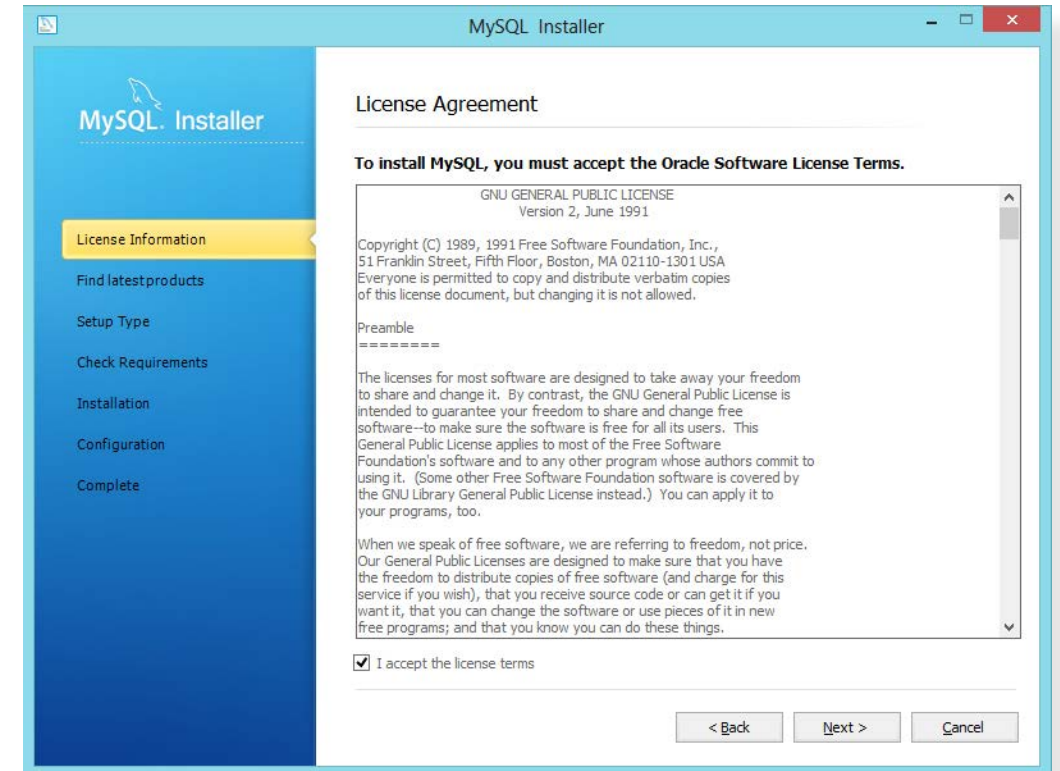 MySQL Installer
MySQL. Installer
License Information
Find latest products
Setup Type
Check Requirements
Installation
Configuration
Complete
License Agreement
To install MySQL, you must accept the Oracle Software License Terms.
GNU GENERAL PUBLIC LICENSE
Version 2, June 1991
Copyright (C) 1989, 1991 Free Software Foundation, Inc.,
51 Franklin Street, Fifth Floor, Boston, MA 02110-1301 USA
Everyone is permitted to copy and distribute verbatim copies
of this license document, but changing it is not allowed.
Preamble
========
The licenses for most software are designed to take away your freedom
to share and change it.  By contrast, the GNU General Public License is
intended to guarantee your freedom to share and change free
software--to make sure the software is free for all its users.  This
General Public License applies to most of the Free Software
Foundation's software and to any other program whose authors commit to
using it.  (Some other Free Software Foundation software is covered by
the GNU Library General Public License instead.)  You can apply it to
your programs, too.
When we speak of free software, we are referring to freedom, not price.
Our General Public Licenses are designed to make sure that you have
the freedom to distribute copies of free software (and charge for this
service if you wish), that you receive source code or can get it if you
want it, that you can change the software or use pieces of it in new
free programs; and that you know you can do these things.
I accept the license terms
< Back
Next >
Cancel